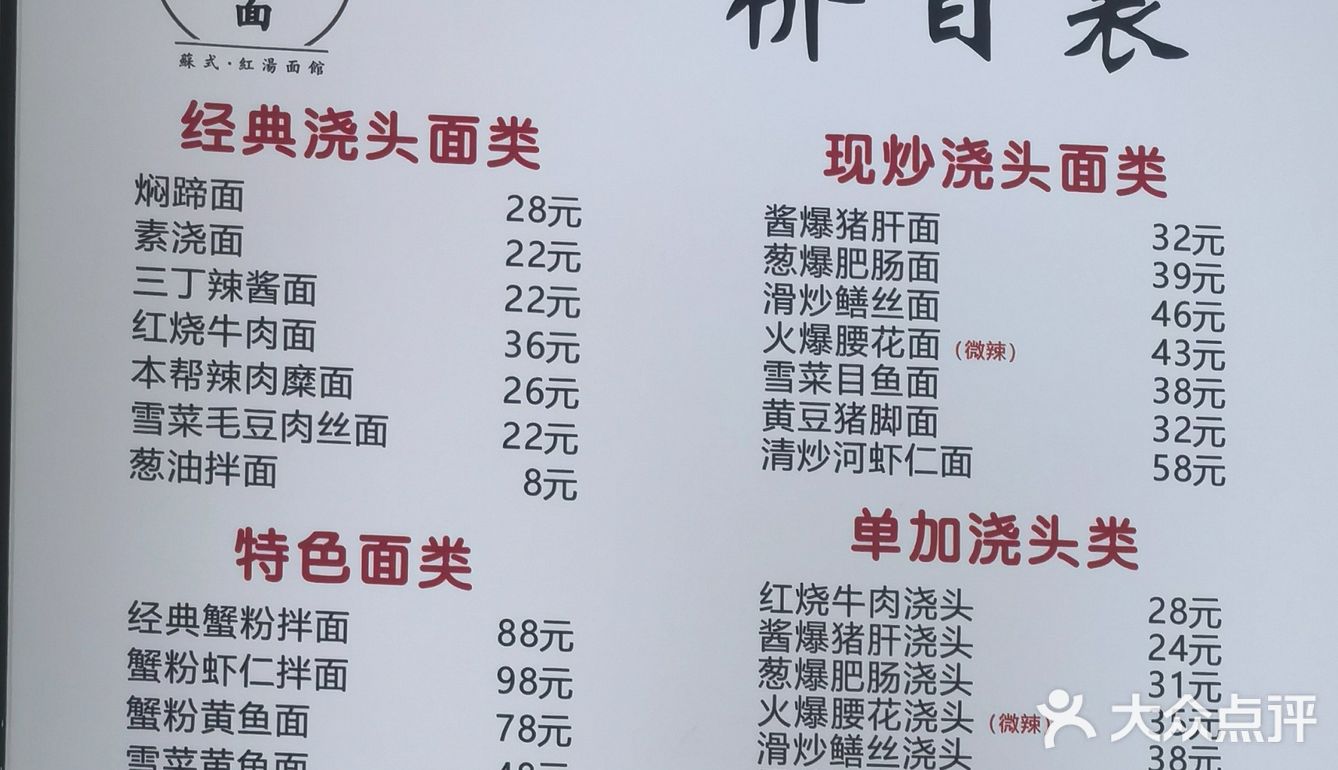 面
蘇式·紅湯面館
经典浇头面类
焖蹄面 28元
素浇面 22元
三丁辣酱面 22元
红烧牛肉面 36元
本帮辣肉糜面 26元
雪菜毛豆肉丝面 22元
葱油拌面 8元
特色面类
经典蟹粉拌面 88元
蟹粉虾仁拌面 98元
蟹粉黄鱼面 78元
雪菜黄鱼面
现炒浇头面类
酱爆猪肝面 32元
葱爆肥肠面 39元
滑炒鳝丝面 46元
火爆腰花面(微辣) 43元
雪菜目鱼面 38元
黄豆猪脚面 32元
清炒河虾仁面 58元
单加浇头类
红烧牛肉浇头 28元
酱爆猪肝浇头 24元
葱爆肥肠浇头 31元
火爆腰花浇头(微辣) 35元
滑炒鳝丝浇头 38元
大众点评